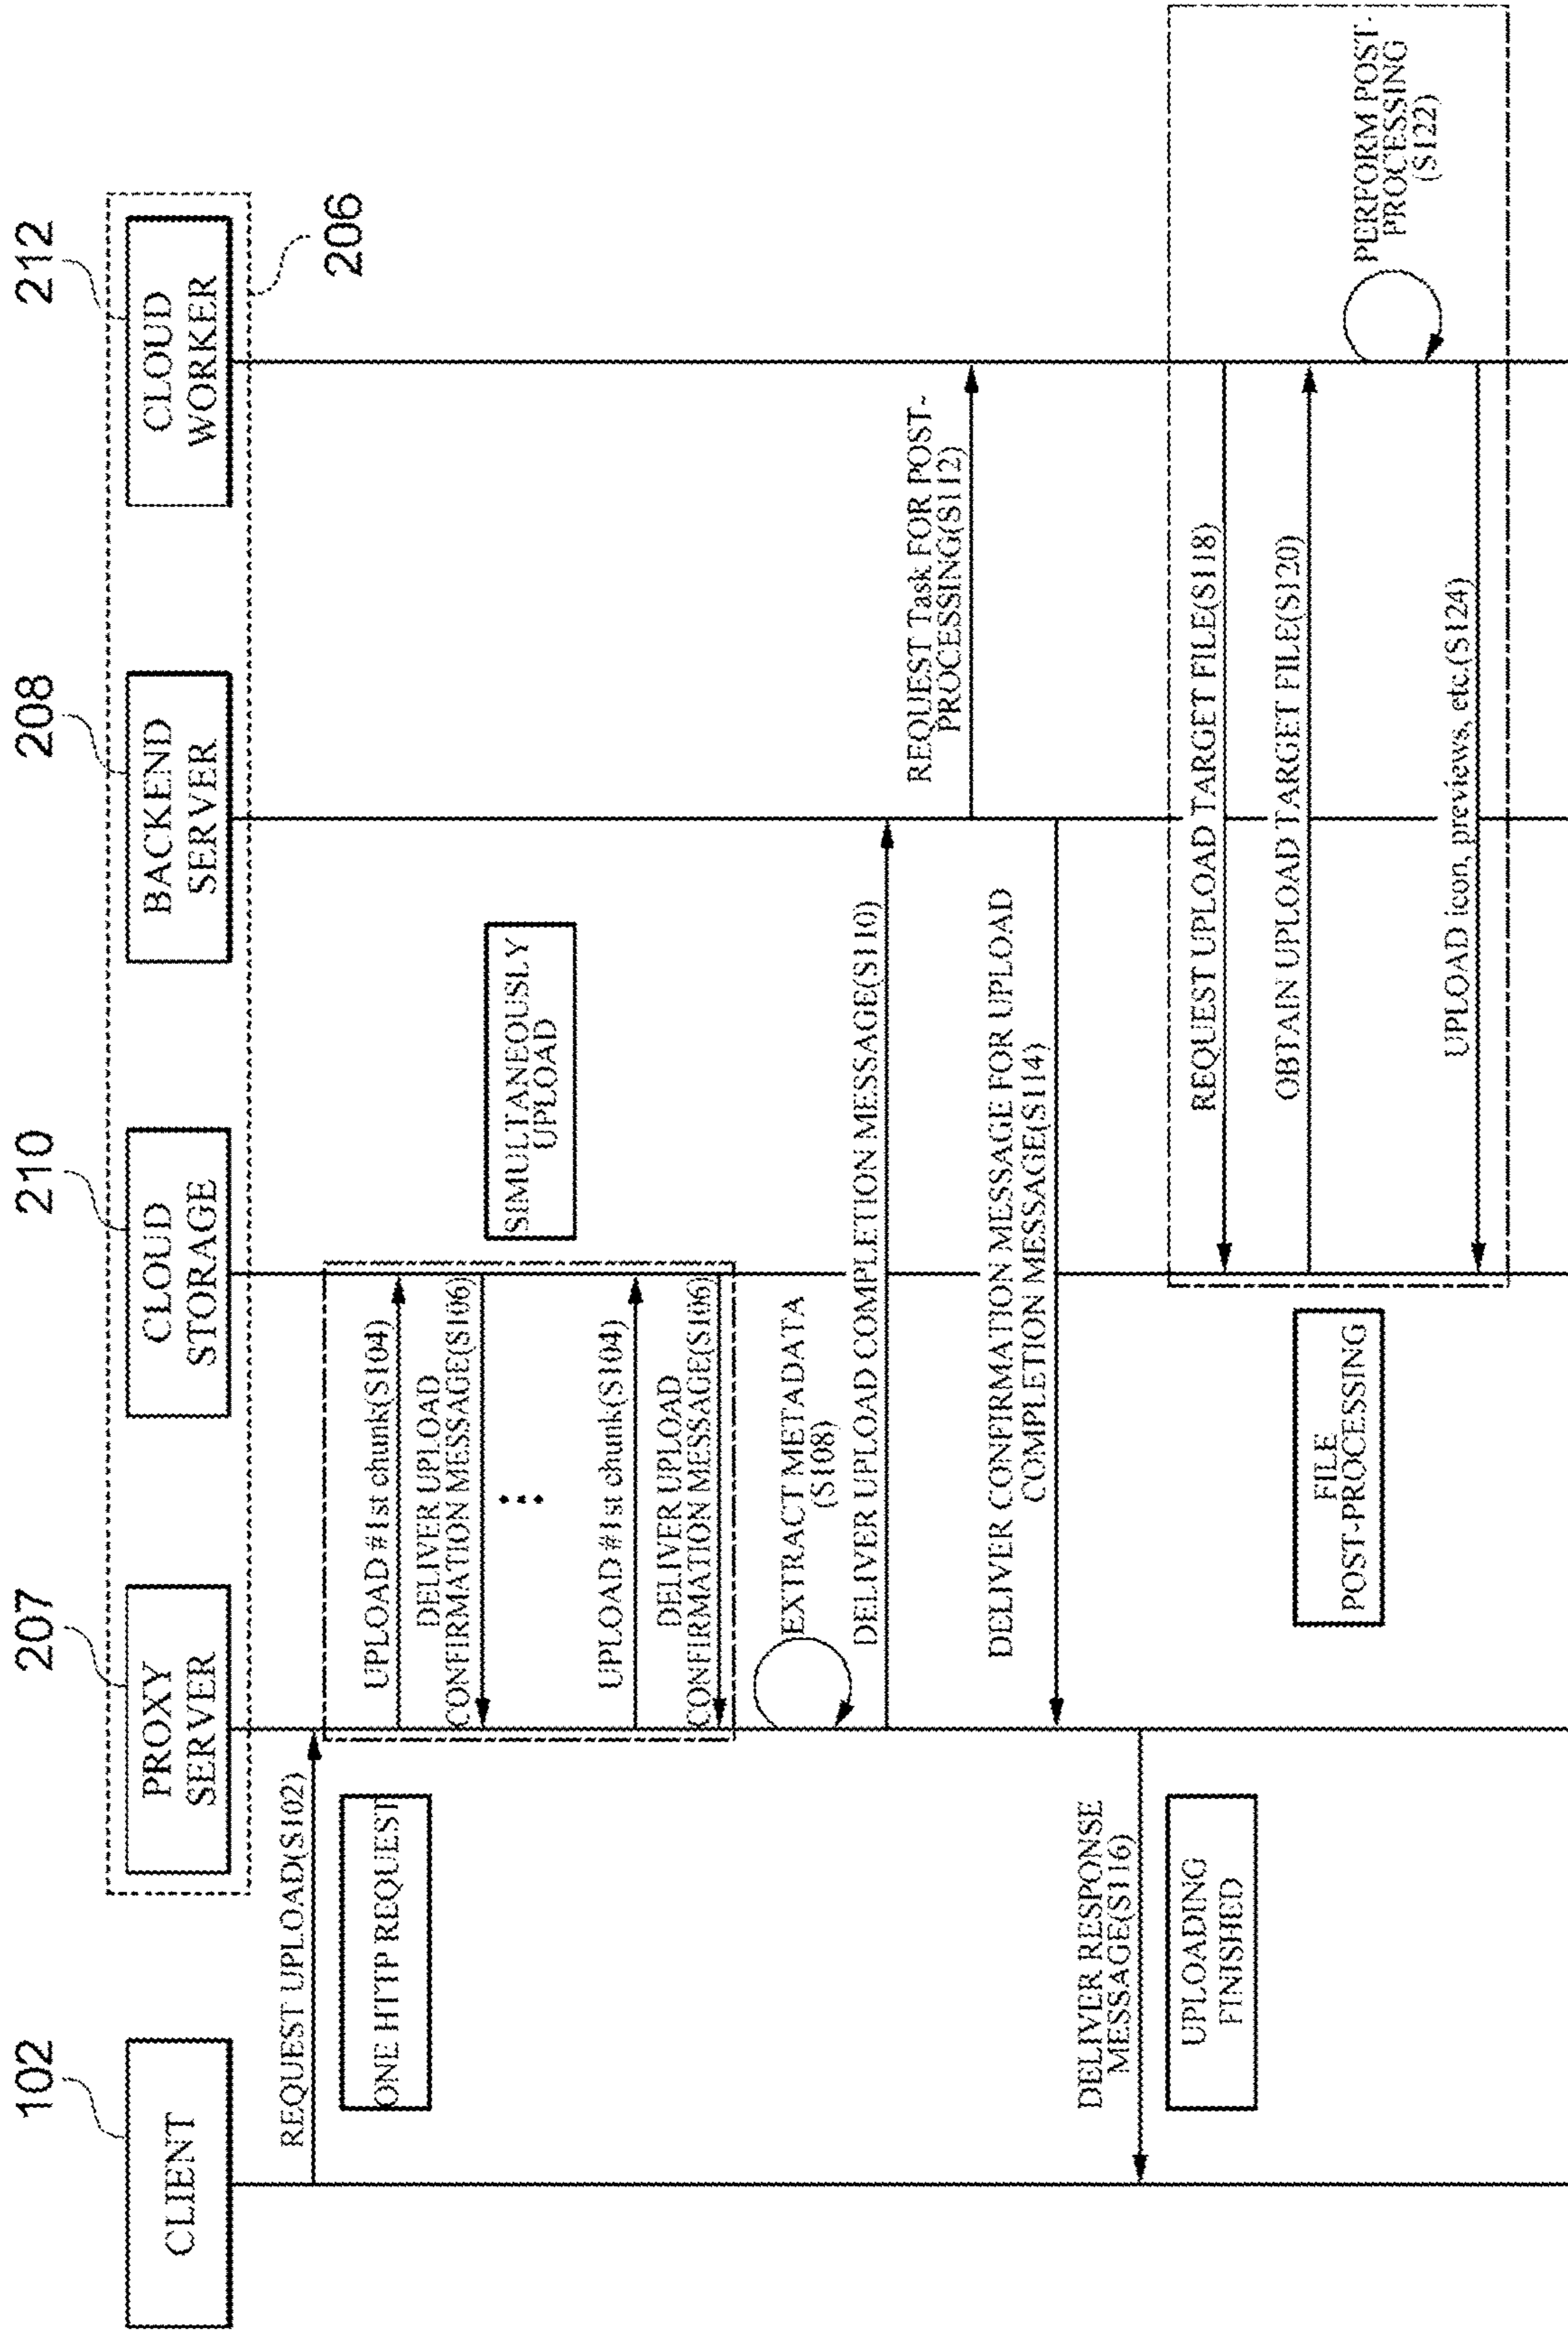 102
207
210
208
212
CLIENT
PROXY
SERVER
CLOUD
STORAGE
BACKEND
SERVER
CLOUD
WORKER
206
REQUEST UPLOAD(S102)
ONE HTTP REQUEST
UPLOAD #1st chunk(S104)
DELIVER UPLOAD
CONFIRMATION MESSAGE(S106)
SIMULTANEOUSLY
UPLOAD
UPLOAD #1st chunk(S104)
DELIVER UPLOAD
CONFIRMATION MESSAGE(S106)
EXTRACT METADATA
(S108)
DELIVER UPLOAD COMPLETION MESSAGE(S110)
REQUEST Task FOR POST-
PROCESSING(S112)
DELIVER CONFIRMATION MESSAGE FOR UPLOAD
COMPLETION MESSAGE(S114)
DELIVER RESPONSE
MESSAGE(S116)
UPLOADING
FINISHED
REQUEST UPLOAD TARGET FILE(S118)
OBTAIN UPLOAD TARGET FILE(S120)
FILE
POST-PROCESSING
PERFORM POST-
PROCESSING
(S122)
UPLOAD icon, previews, etc.(S124)